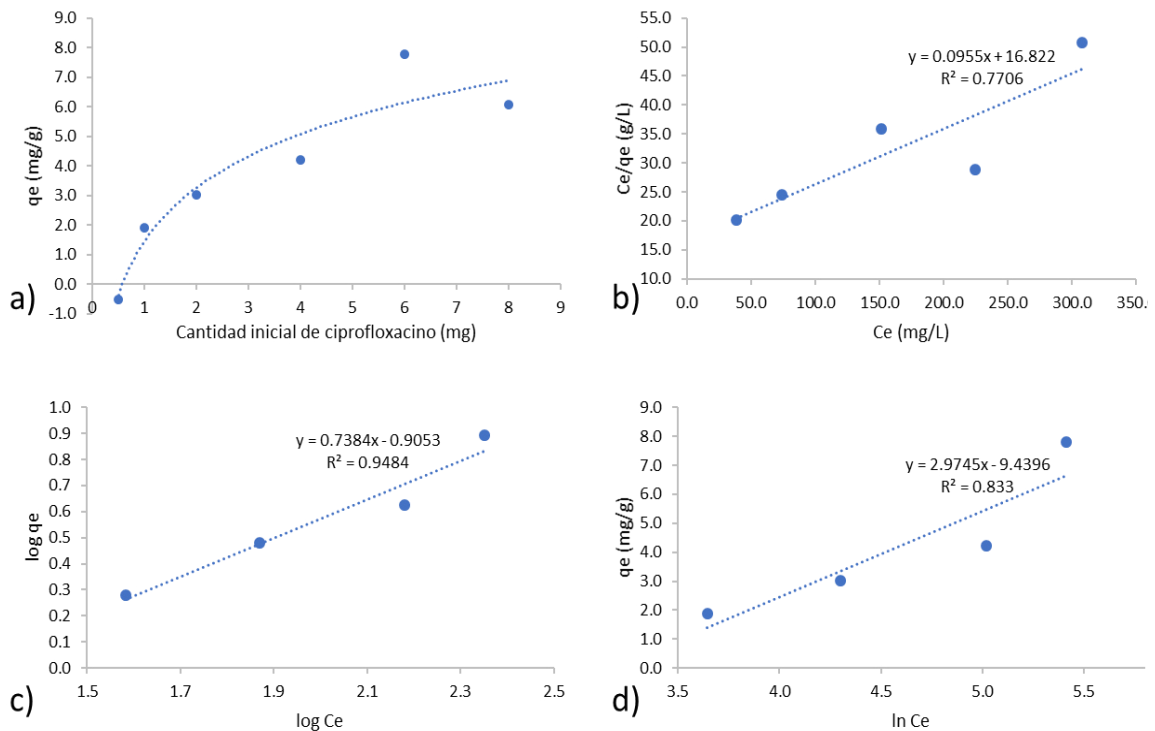 9.0
8.0
7.0
6.0
5.0
4.0
3.0
2.0
1.0
0.0
-1.0
qe (mg/g)
0 1 2 3 4 5 6 7 8 9
Cantidad inicial de ciprofloxacino (mg)
a)
55.0
50.0
45.0
40.0
35.0
30.0
25.0
20.0
15.0
10.0
Ce/qe (g/L)
y = 0.0955x + 16.822
R² = 0.7706
0.0 50.0 100.0 150.0 200.0 250.0 300.0 350.
Ce (mg/L)
b)
1.0
0.9
0.8
0.7
0.6
0.5
0.4
0.3
0.2
0.1
0.0
log qe
y = 0.7384x - 0.9053
R² = 0.9484
1.5 1.7 1.9 2.1 2.3 2.5
log Ce
c)
9.0
8.0
7.0
6.0
5.0
4.0
3.0
2.0
1.0
0.0
qe (mg/g)
y = 2.9745x - 9.4396
R² = 0.833
3.5 4.0 4.5 5.0 5.5
ln Ce
d)